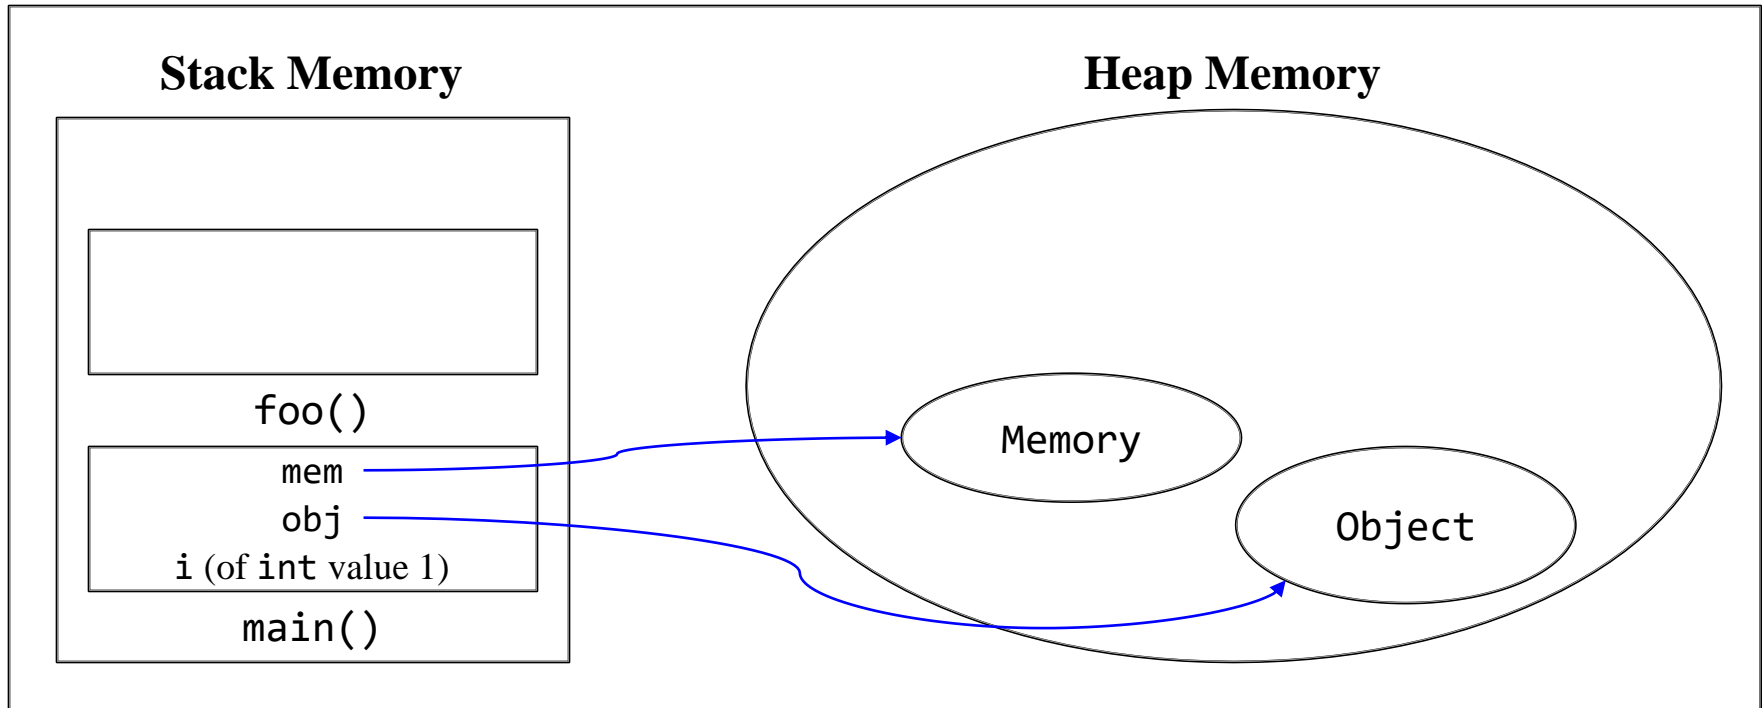 Stack Memory
Heap Memory
foo()
mem
obj
i (of int value 1)
main()
Memory
Object